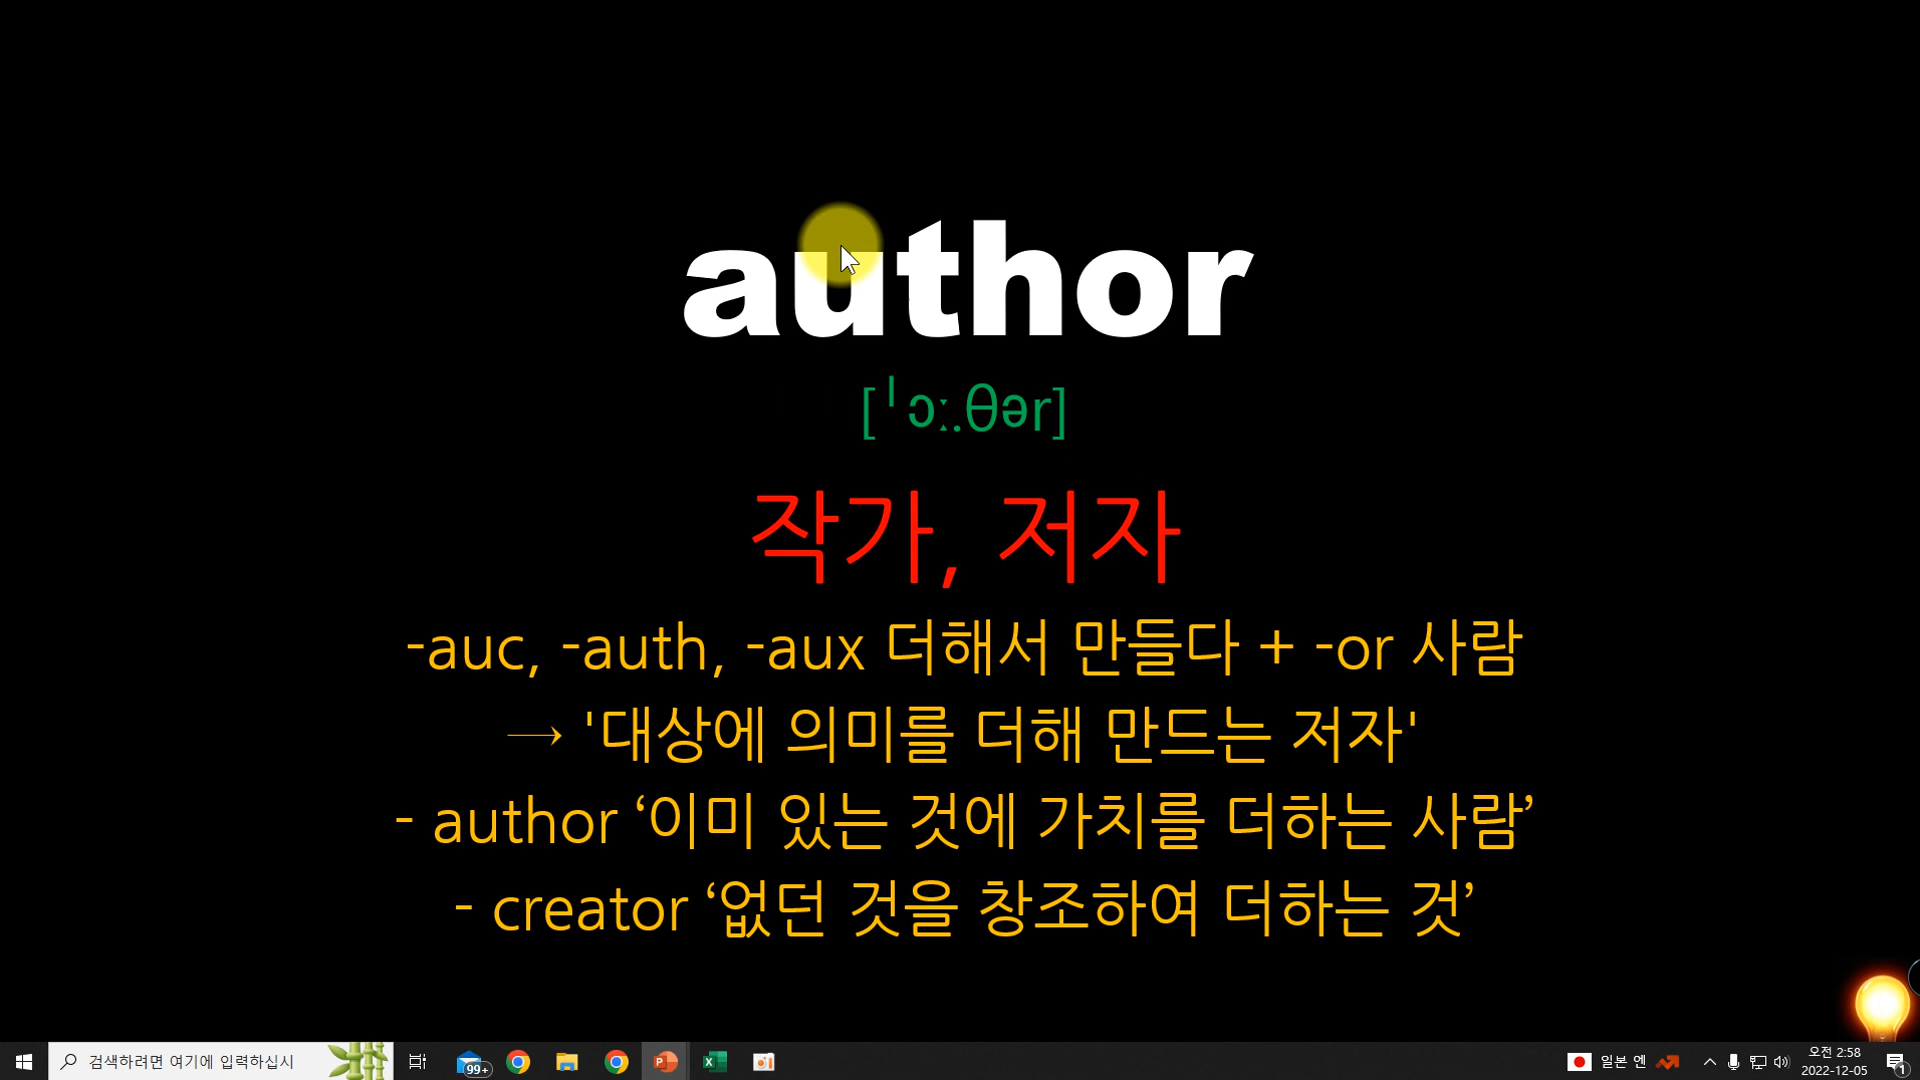 author
[ˈɔː.θər]
작가, 저자
-auc, -auth, -aux 더해서 만들다 + -or 사람
→ '대상에 의미를 더해 만드는 저자'
- author ‘이미 있는 것에 가치를 더하는 사람’
- creator ‘없던 것을 창조하여 더하는 것’
검색하려면 여기에 입력하십시
99+
일본 엔
오전 2:58
2022-12-05
1